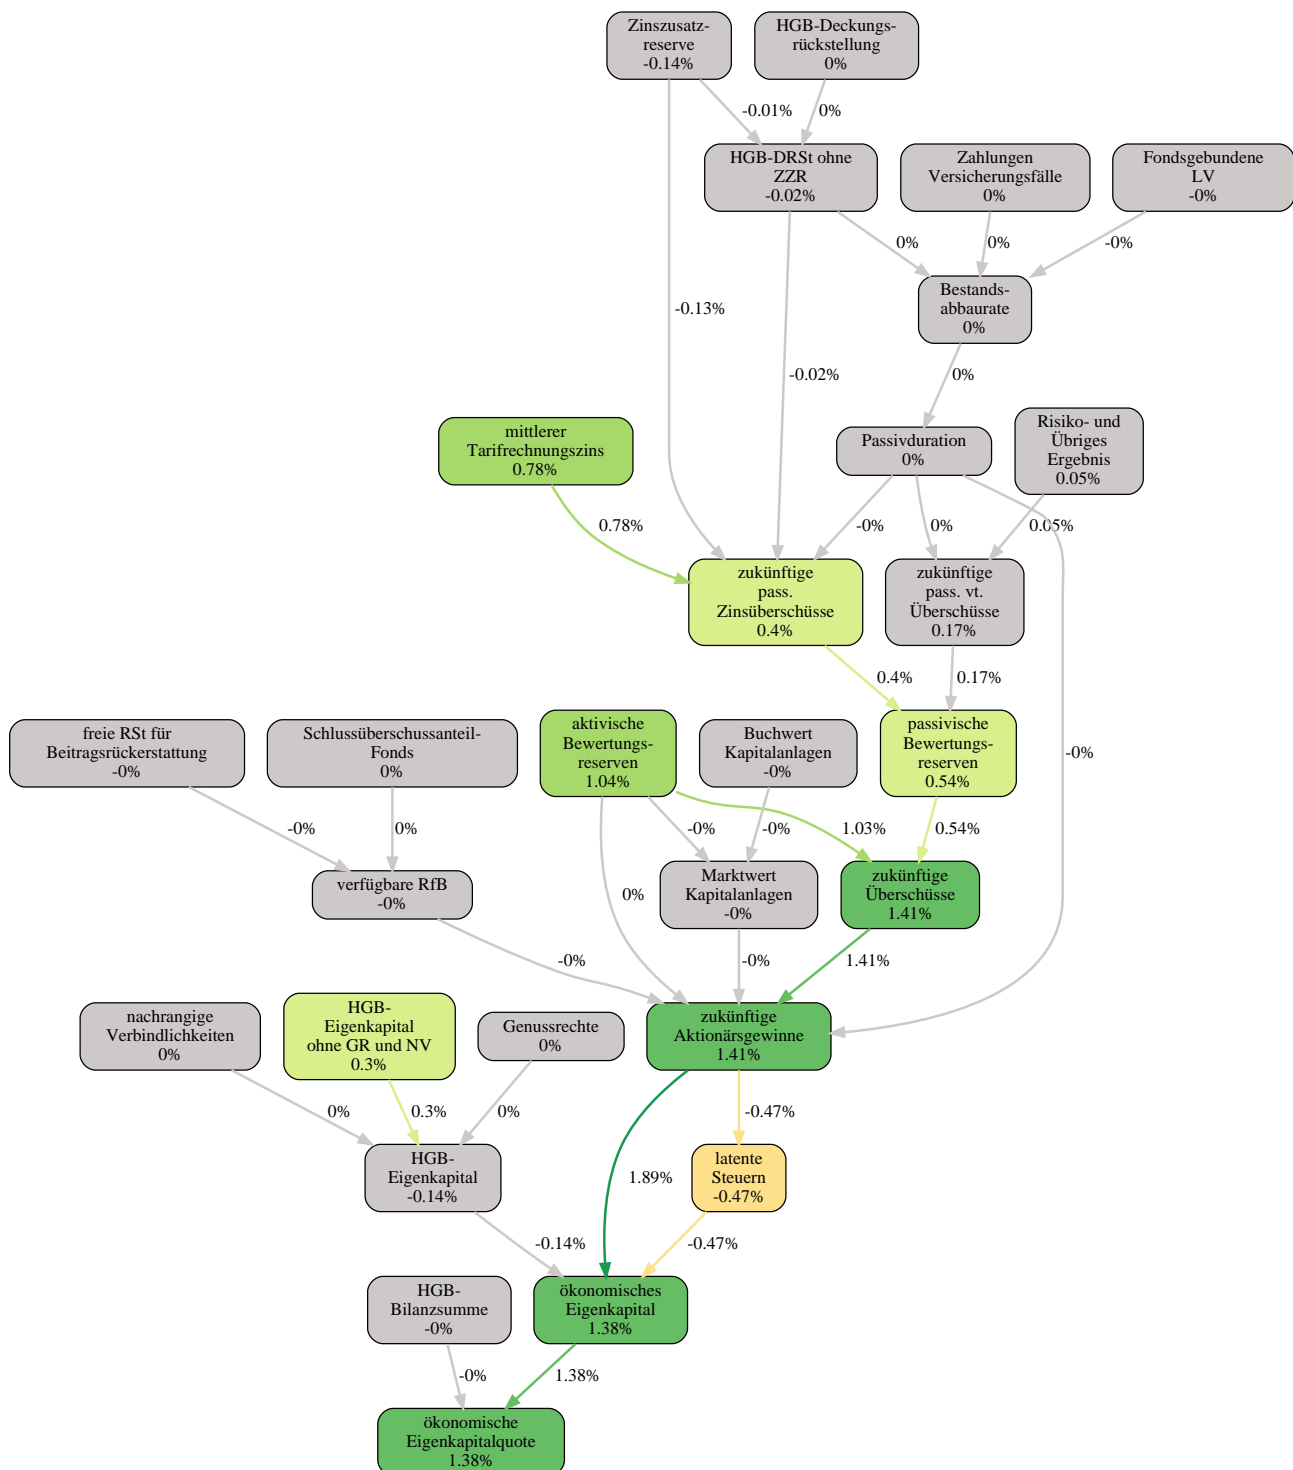 Zinszusatz-
reserve
-0.14%
HGB-Deckungs-
rückstellung
0%
-0.01%
0%
HGB-DRSt ohne
ZZR
-0.02%
Zahlungen
Versicherungsfälle
0%
Fondsgebundene
LV
-0%
0%
0%
-0%
Bestands-
abbaurate
0%
-0.13%
-0.02%
0%
mittlerer
Tarifrechnungszins
0.78%
Passivduration
0%
Risiko- und
Übriges
Ergebnis
0.05%
0.78%
-0%
0%
0.05%
zukünftige
pass.
Zinsüberschüsse
0.4%
zukünftige
pass. vt.
Überschüsse
0.17%
0.4%
0.17%
freie RSt für
Beitragsrückerstattung
-0%
Schlussüberschussanteil-
Fonds
0%
aktivische
Bewertungs-
reserven
1.04%
Buchwert
Kapitalanlagen
-0%
passivische
Bewertungs-
reserven
0.54%
-0%
-0%
0%
-0%
-0%
1.03%
0.54%
verfügbare RfB
-0%
0%
Marktwert
Kapitalanlagen
-0%
zukünftige
Überschüsse
1.41%
-0%
-0%
1.41%
nachrangige
Verbindlichkeiten
0%
HGB-
Eigenkapital
ohne GR und NV
0.3%
Genussrechte
0%
zukünftige
Aktionärsgewinne
1.41%
0%
0.3%
0%
-0.47%
HGB-
Eigenkapital
-0.14%
1.89%
latente
Steuern
-0.47%
-0.14%
-0.47%
HGB-
Bilanzsumme
-0%
ökonomisches
Eigenkapital
1.38%
-0%
1.38%
ökonomische
Eigenkapitalquote
1.38%